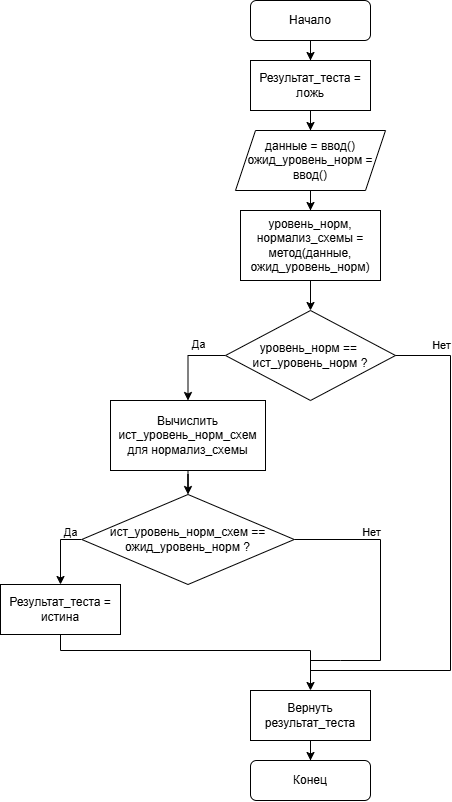 Начало
Результат_теста =
ложь
данные = ввод()
ожид_уровень_норм =
ввод()
уровень_норм,
нормализ_схемы =
метод(данные,
ожид_уровень_норм)
уровень_норм ==
ист_уровень_норм ?
Да
Нет
Вычислить
ист_уровень_норм_схем
для нормализ_схемы
ист_уровень_норм_схем ==
ожид_уровень_норм ?
Да
Нет
Результат_теста =
истина
Вернуть
результат_теста
Конец